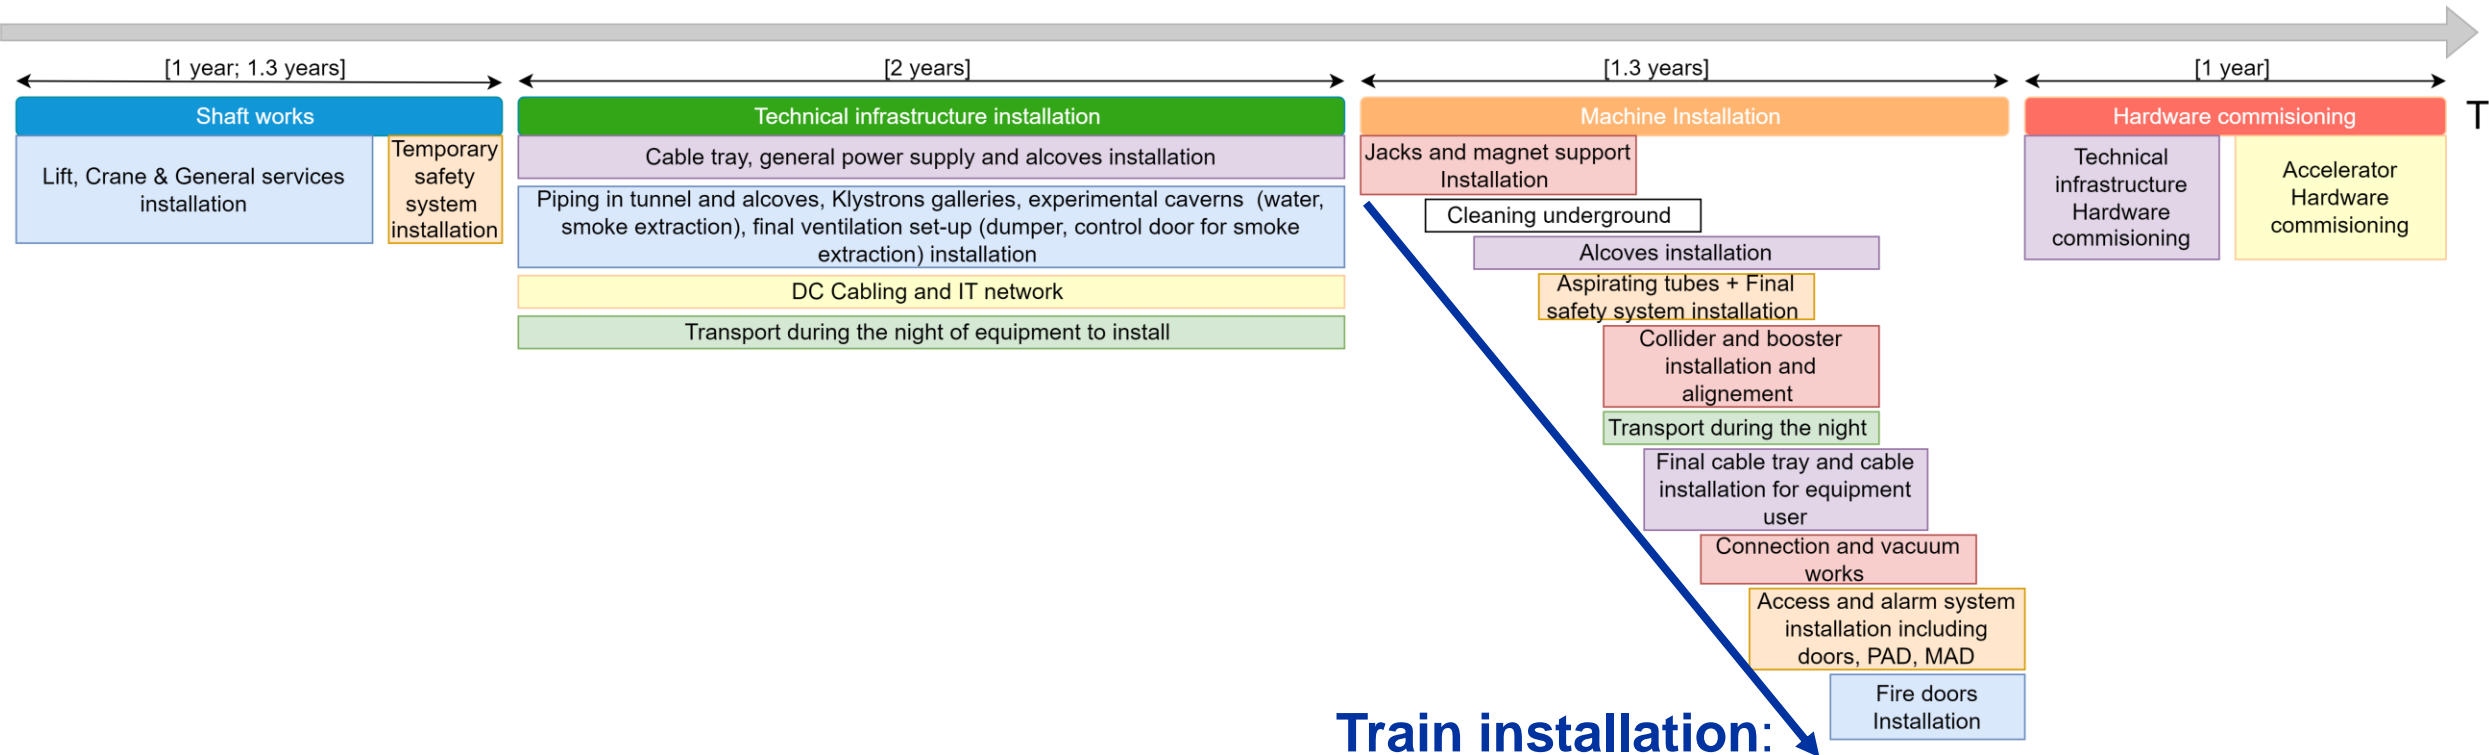 [1 year; 1.3 years]
[2 years]
[1.3 years]
[1 year]
Shaft works
Technical infrastructure installation
Machine Installation
Hardware commisioning
T
Lift, Crane & General services
installation
Temporary
safety
system
installation
Cable tray, general power supply and alcoves installation
Piping in tunnel and alcoves, Klystrons galleries, experimental caverns (water,
smoke extraction), final ventilation set-up (dumper, control door for smoke
extraction) installation
DC Cabling and IT network
Transport during the night of equipment to install
Jacks and magnet support
Installation
Cleaning underground
Alcoves installation
Aspirating tubes + Final
safety system installation
Collider and booster
installation and
alignement
Transport during the night
Final cable tray and cable
installation for equipment
user
Connection and vacuum
works
Access and alarm system
installation including
doors, PAD, MAD
Fire doors
Installation
Technical
infrastructure
Hardware
commisioning
Accelerator
Hardware
commisioning
Train installation: